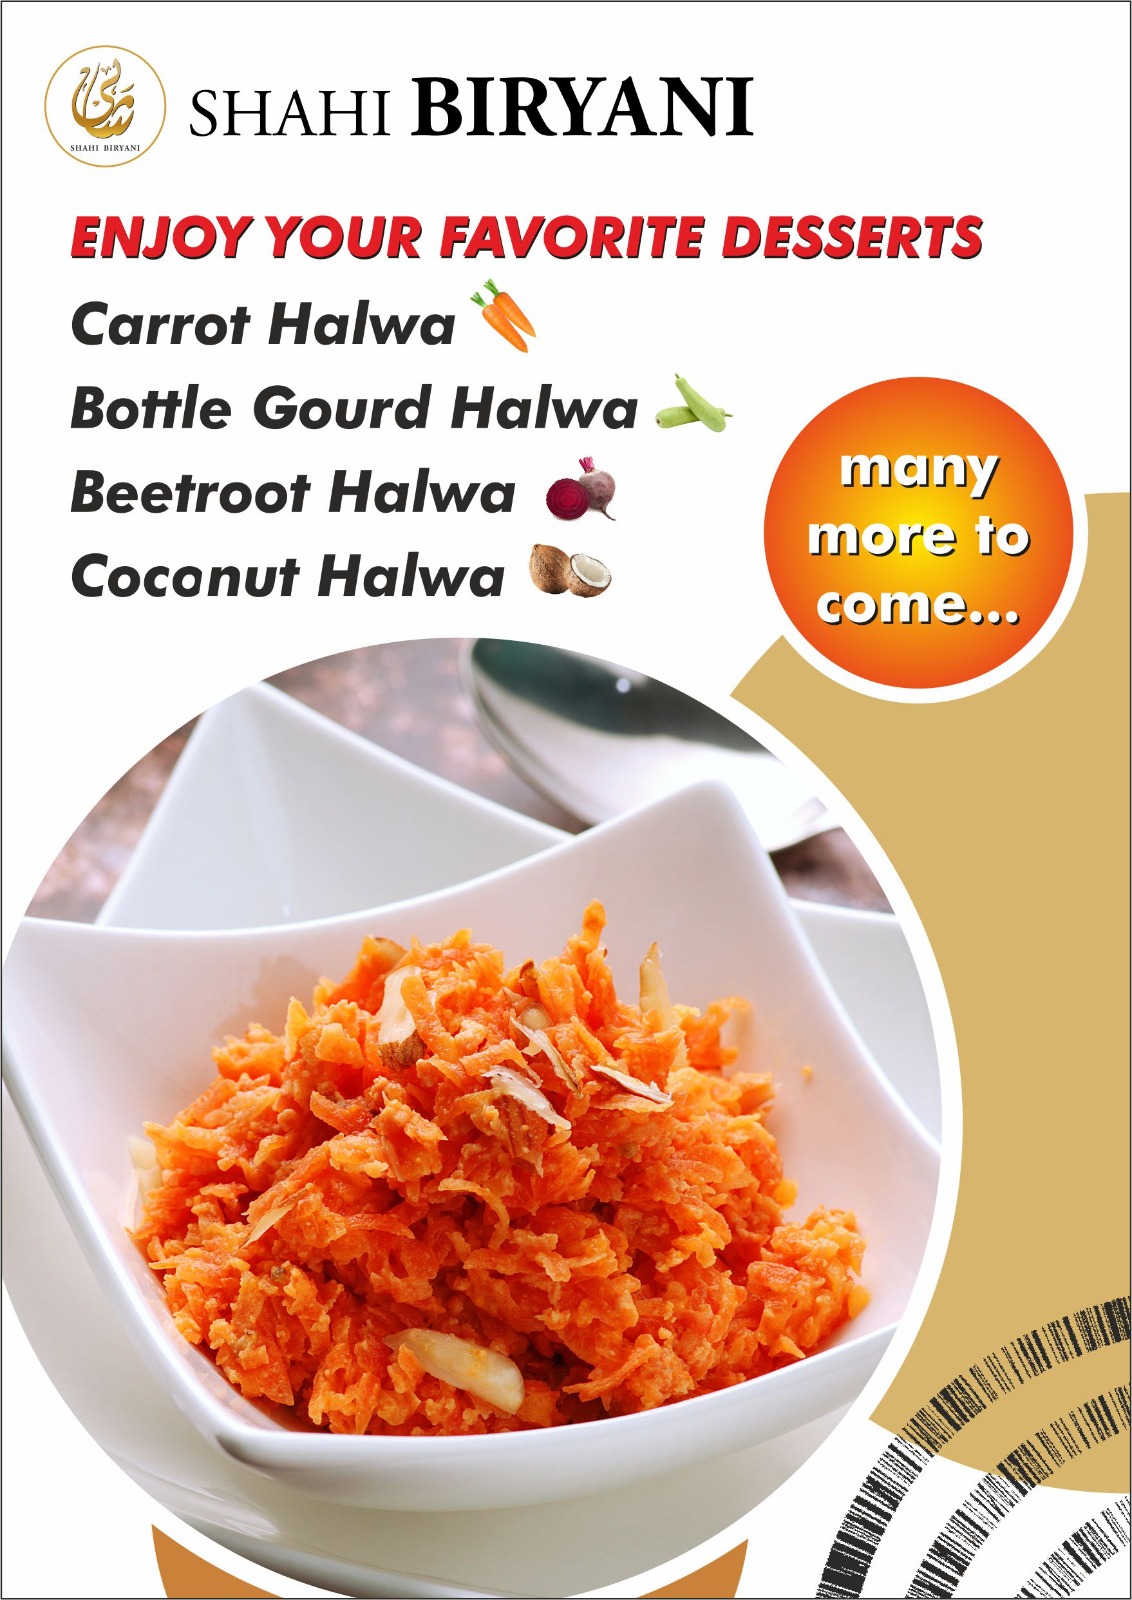 SHAHI BIRYANI
SHAHI BIRYANI
ENJOY YOUR FAVORITE DESSERTS
Carrot Halwa
Bottle Gourd Halwa
Beetroot Halwa
Coconut Halwa
many
more to
come...